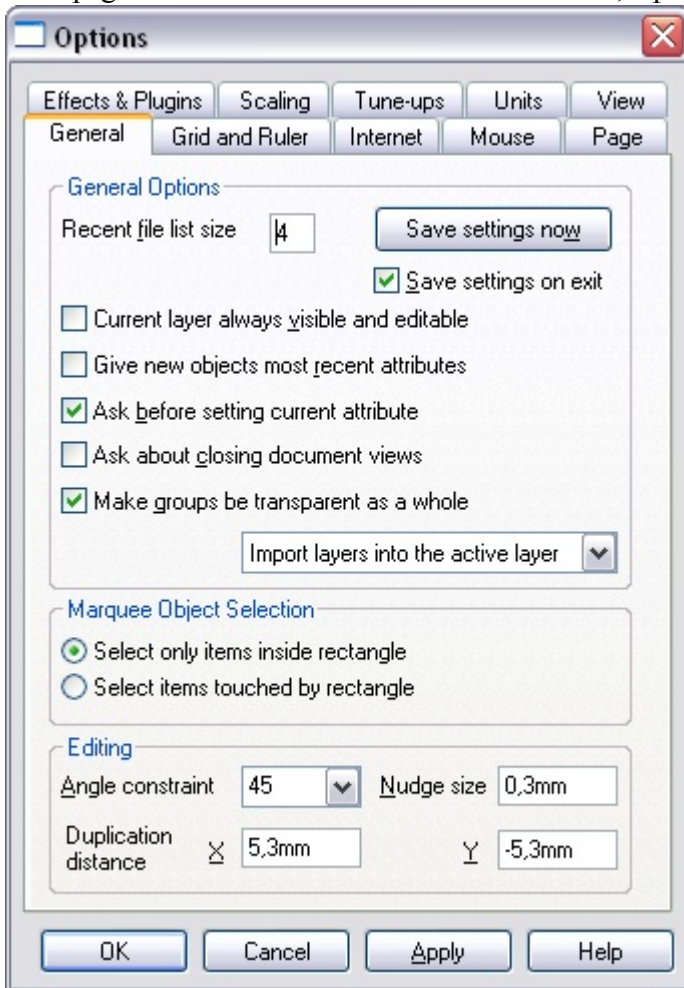 Options
Effects & Plugins Scaling Tune-ups Units View
General Grid and Ruler Internet Mouse Page
General Options
Recent file list size 4 Save settings now
Save settings on exit
Current layer always visible and editable
Give new objects most recent attributes
Ask before setting current attribute
Ask about closing document views
Make groups be transparent as a whole
Import layers into the active layer
Marquee Object Selection
Select only items inside rectangle
Select items touched by rectangle
Editing
Angle constraint 45 Nudge size 0,3mm
Duplication distance X 5,3mm Y -5,3mm
OK Cancel Apply Help